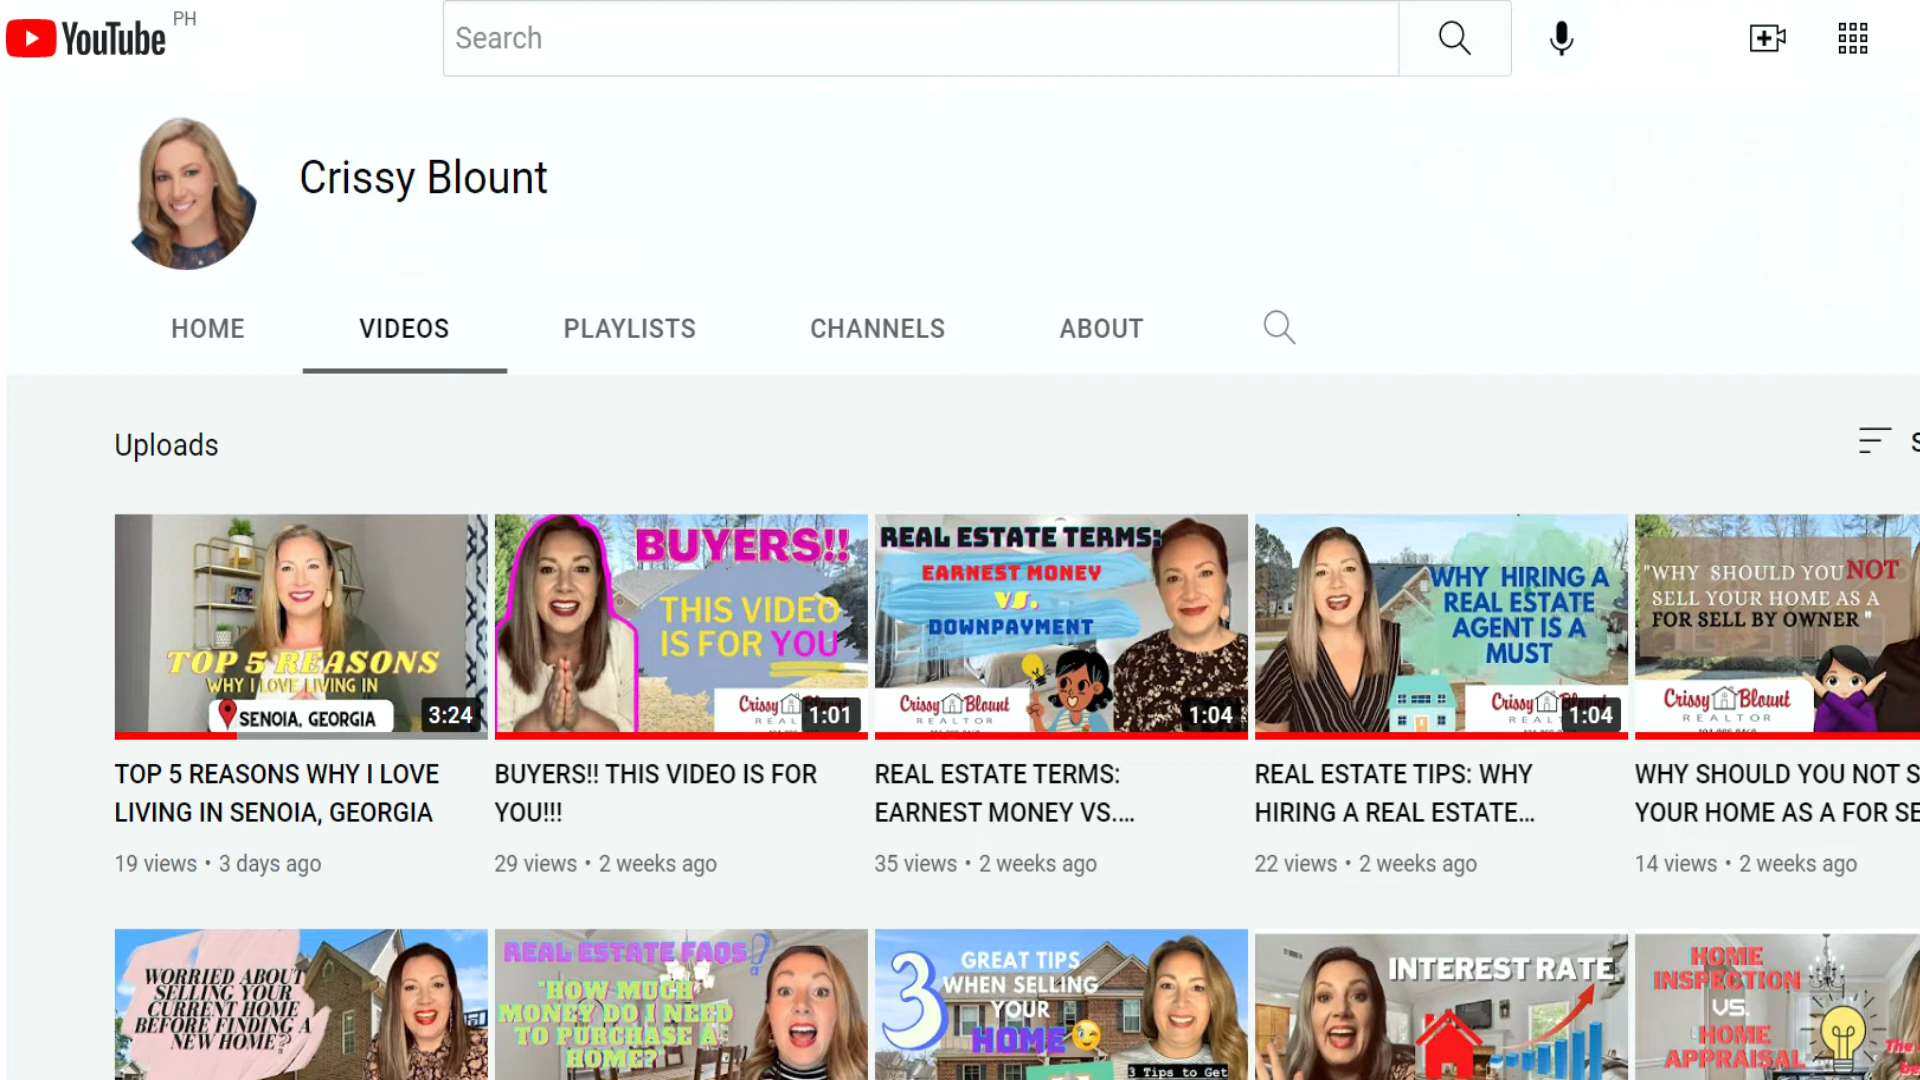 YouTube PH
Search
Crissy Blount
HOME VIDEOS PLAYLISTS CHANNELS ABOUT
Uploads
TOP 5 REASONS
WHY I LOVE LIVING IN
SENOIA, GEORGIA
3:24
BUYERS!!
THIS VIDEO
IS FOR YOU
Crissy
REAL
1:01
REAL ESTATE TERMS:
EARNEST MONEY
VS.
DOWNPAYMENT
Crissy Blount
REALTOR
1:04
WHY HIRING A
REAL ESTATE
AGENT IS A
MUST
Crissy
REALT
1:04
"WHY SHOULD YOU NOT
SELL YOUR HOME AS A
FOR SELL BY OWNER "
Crissy Blount
REALTOR
TOP 5 REASONS WHY I LOVE
LIVING IN SENOIA, GEORGIA
19 views • 3 days ago
BUYERS!! THIS VIDEO IS FOR
YOU!!!
29 views • 2 weeks ago
REAL ESTATE TERMS:
EARNEST MONEY VS....
35 views • 2 weeks ago
REAL ESTATE TIPS: WHY
HIRING A REAL ESTATE...
22 views • 2 weeks ago
WHY SHOULD YOU NOT S
YOUR HOME AS A FOR SE
14 views • 2 weeks ago
WORRIED ABOUT
SELLING YOUR
CURRENT HOME
BEFORE FINDING A
NEW HOME?
REAL ESTATE FAQS?
"HOW MUCH
MONEY DO I NEED
TO PURCHASE A
HOME?"
3 GREAT TIPS
WHEN SELLING
YOUR
HOME
3 Tips to Get
INTEREST RATE
HOME
INSPECTION
VS.
HOME
APPRAISAL
The